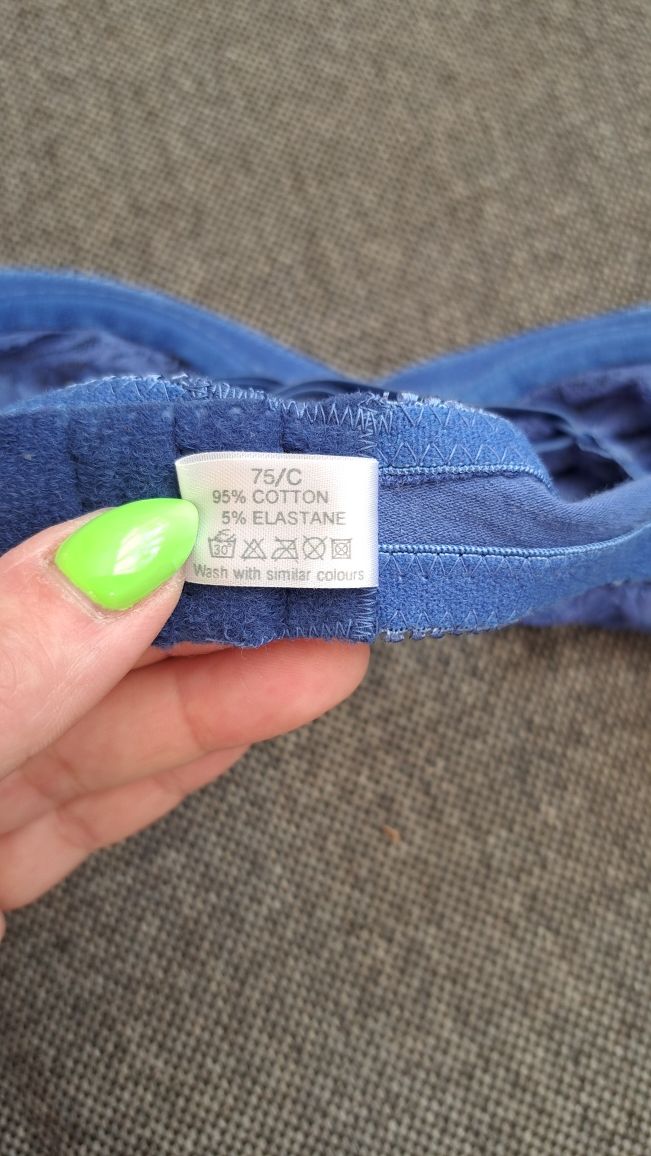 75/C
95% COTTON
5% ELASTANE
30°
Wash with similar colours